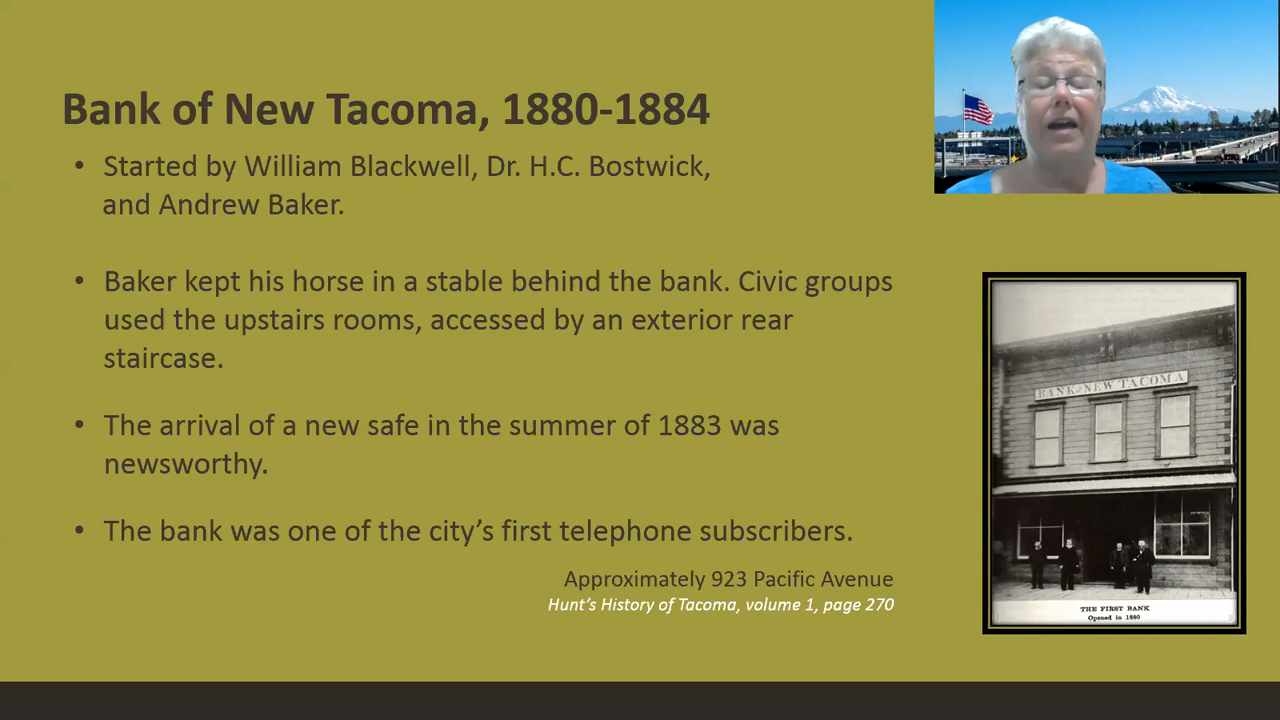 Bank of New Tacoma, 1880-1884
• Started by William Blackwell, Dr. H.C. Bostwick,
and Andrew Baker.
• Baker kept his horse in a stable behind the bank. Civic groups
used the upstairs rooms, accessed by an exterior rear
staircase.
• The arrival of a new safe in the summer of 1883 was
newsworthy.
• The bank was one of the city’s first telephone subscribers.
Approximately 923 Pacific Avenue
Hunt’s History of Tacoma, volume 1, page 270
BANK OF NEW TACOMA
THE FIRST BANK
Opened in 1880